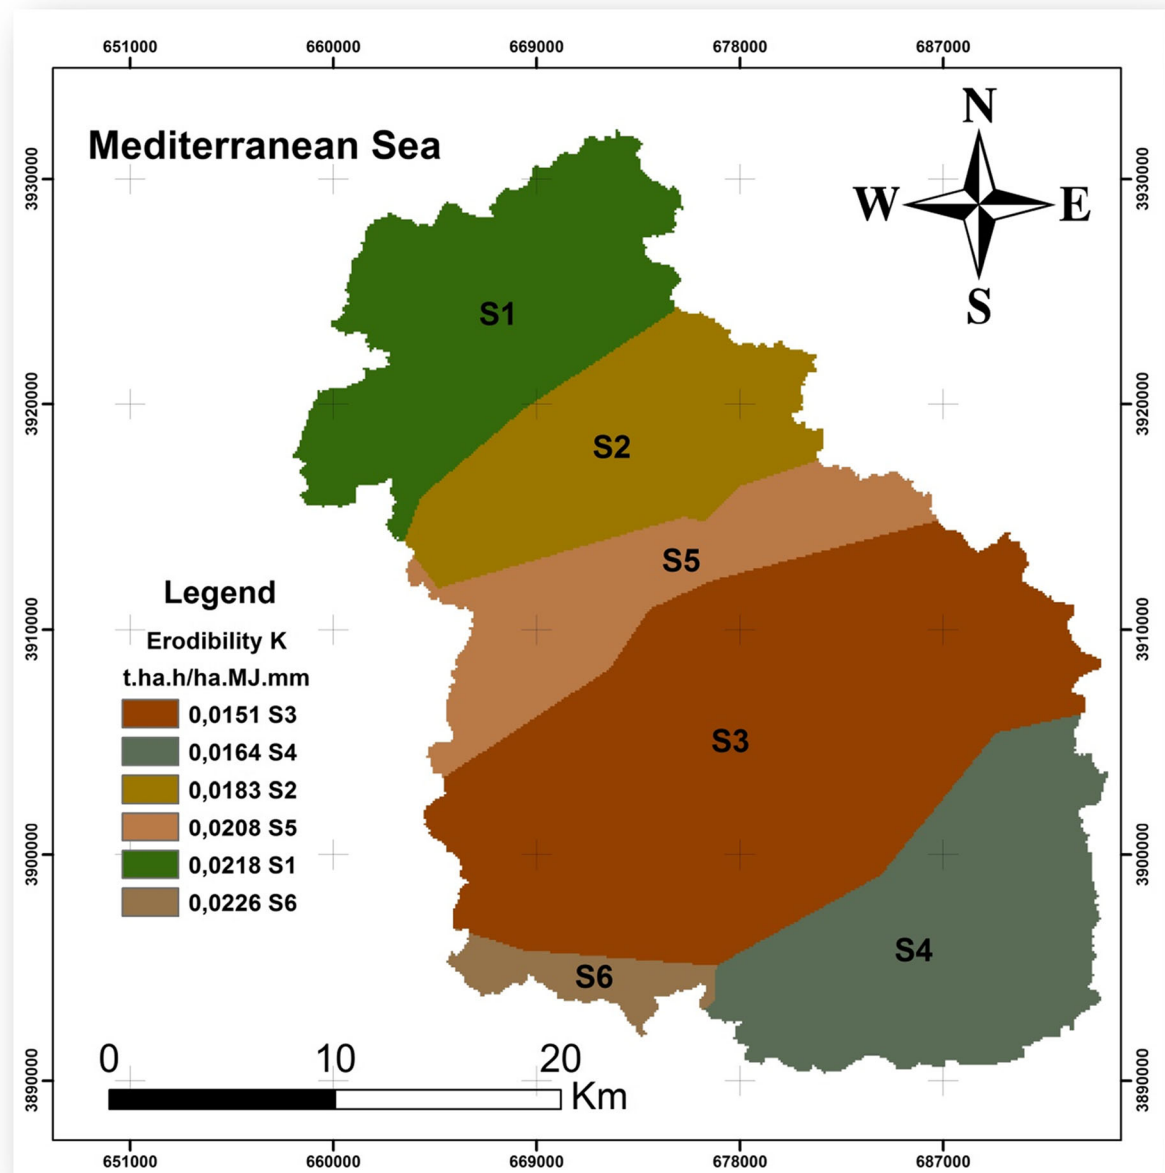 651000 660000 669000 678000 687000
N
Mediterranean Sea
3930000 3930000
W E
S
S1
3920000 3920000
S2
S5
Legend
3910000 3910000
Erodibility K
t.ha.h/ha.MJ.mm
0,0151 S3
S3
0,0164 S4
0,0183 S2
0,0208 S5
3900000 3900000
0,0218 S1
0,0226 S6
S4
S6
0 10 20
Km
3890000 3890000
651000 660000 669000 678000 687000